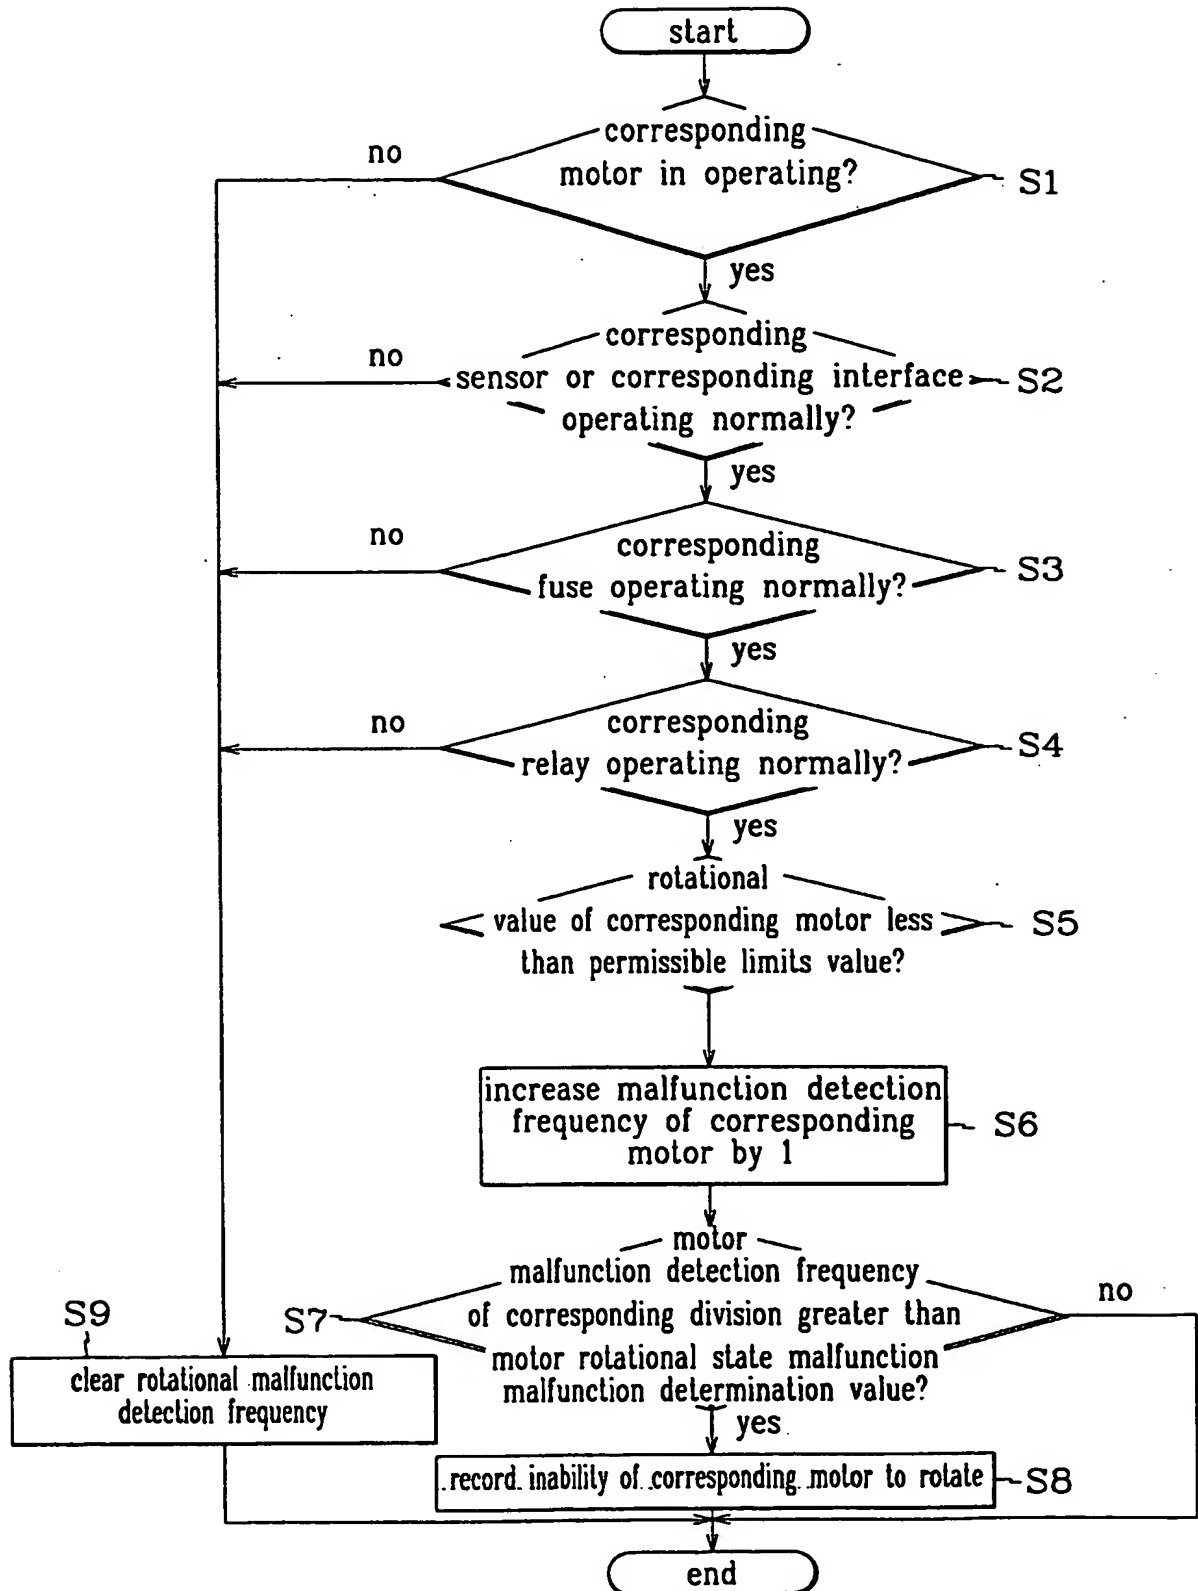 start
corresponding
motor in operating?
no
S1
yes
corresponding
sensor or corresponding interface
operating normally?
no
S2
yes
corresponding
fuse operating normally?
no
S3
yes
corresponding
relay operating normally?
no
S4
yes
rotational
value of corresponding motor less
than permissible limits value?
S5
increase malfunction detection
frequency of corresponding
motor by 1
S6
motor
malfunction detection frequency
of corresponding division greater than
motor rotational state malfunction
malfunction determination value?
S7
no
yes
S9
clear rotational malfunction
detection frequency
record inability of corresponding motor to rotate
S8
end